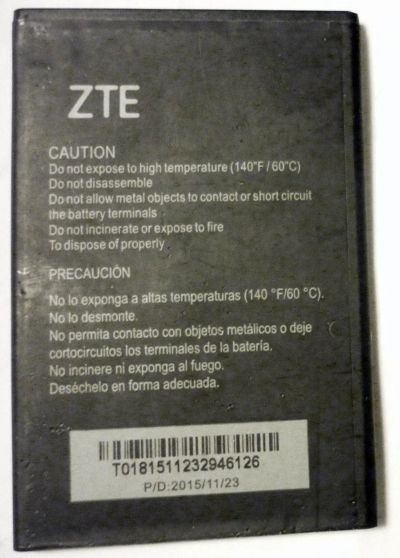 ZTE
CAUTION
Do not expose to high temperature (140°F / 60°C)
Do not disassemble
Do not allow metal objects to contact or short circuit
the battery terminals
Do not incinerate or expose to fire
To dispose of properly
PRECAUCIÓN
No lo exponga a altas temperaturas (140 °F/60 °C).
No lo desmonte.
No permita contacto con objetos metálicos o deje
cortocircuitos los terminales de la batería.
No incinere ni exponga al fuego.
Deséchelo en forma adecuada.
T0181511232946126
P/D:2015/11/23